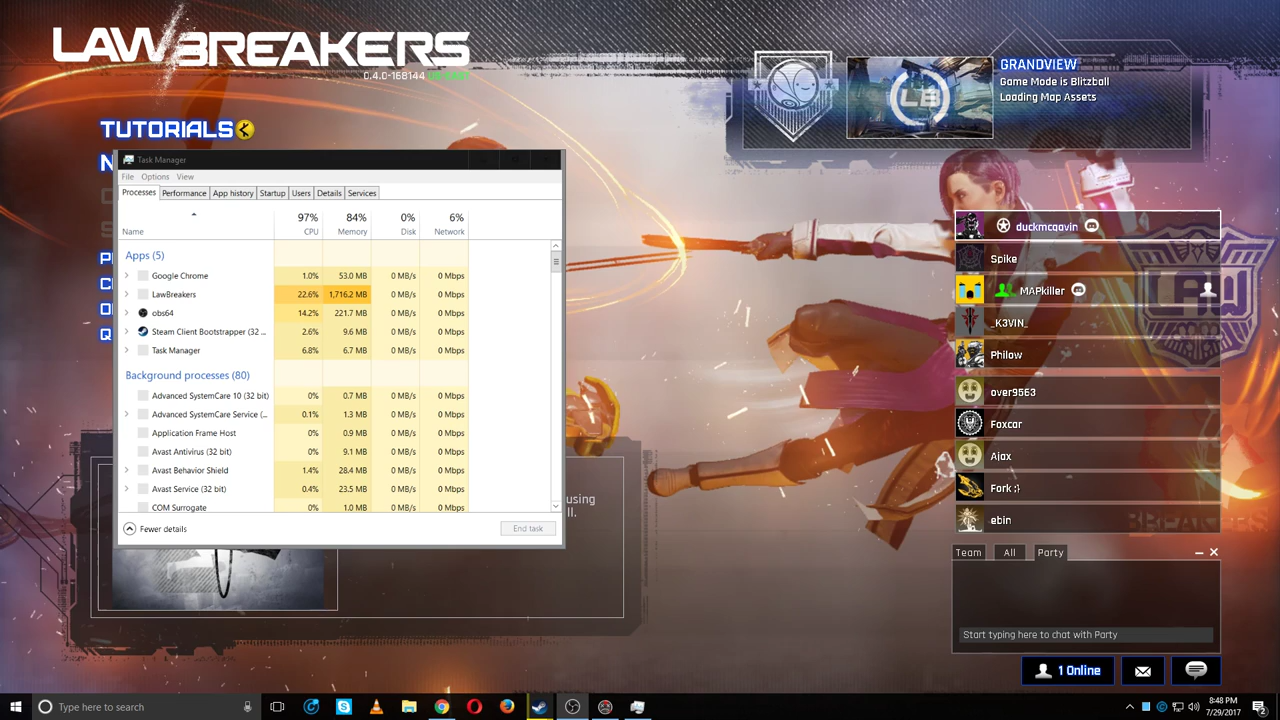 LAWBREAKERS
0.4.0-168144
TUTORIALS
GRANDVIEW
Game Mode is Blitzball
Loading Map Assets
LB
Task Manager
File Options View
Processes Performance App history Startup Users Details Services
97% 84% 0% 6%
Name CPU Memory Disk Network
Apps (5)
Google Chrome 1.0% 53.0 MB 0 MB/s 0 Mbps
LawBreakers 22.6% 1,716.2 MB 0 MB/s 0 Mbps
obs64 14.2% 221.7 MB 0 MB/s 0 Mbps
Steam Client Bootstrapper (32 ... 2.6% 9.6 MB 0 MB/s 0 Mbps
Task Manager 6.8% 6.7 MB 0 MB/s 0 Mbps
Background processes (80)
Advanced SystemCare 10 (32 bit) 0% 0.7 MB 0 MB/s 0 Mbps
Advanced SystemCare Service (... 0.1% 1.3 MB 0 MB/s 0 Mbps
Application Frame Host 0% 0.9 MB 0 MB/s 0 Mbps
Avast Antivirus (32 bit) 0% 9.1 MB 0 MB/s 0 Mbps
Avast Behavior Shield 1.4% 28.4 MB 0 MB/s 0 Mbps
Avast Service (32 bit) 0.4% 23.5 MB 0 MB/s 0 Mbps
COM Surrogate 0% 1.0 MB 0 MB/s 0 Mbps
Fewer details
End task
using
duckmcgavin
Spike
MAPkiller
_K3VIN_
Philow
over9563
Foxcar
Ajax
Fork ;}
ebin
Team All Party
Start typing here to chat with Party
1 Online
Type here to search
8:48 PM
7/29/2017
2